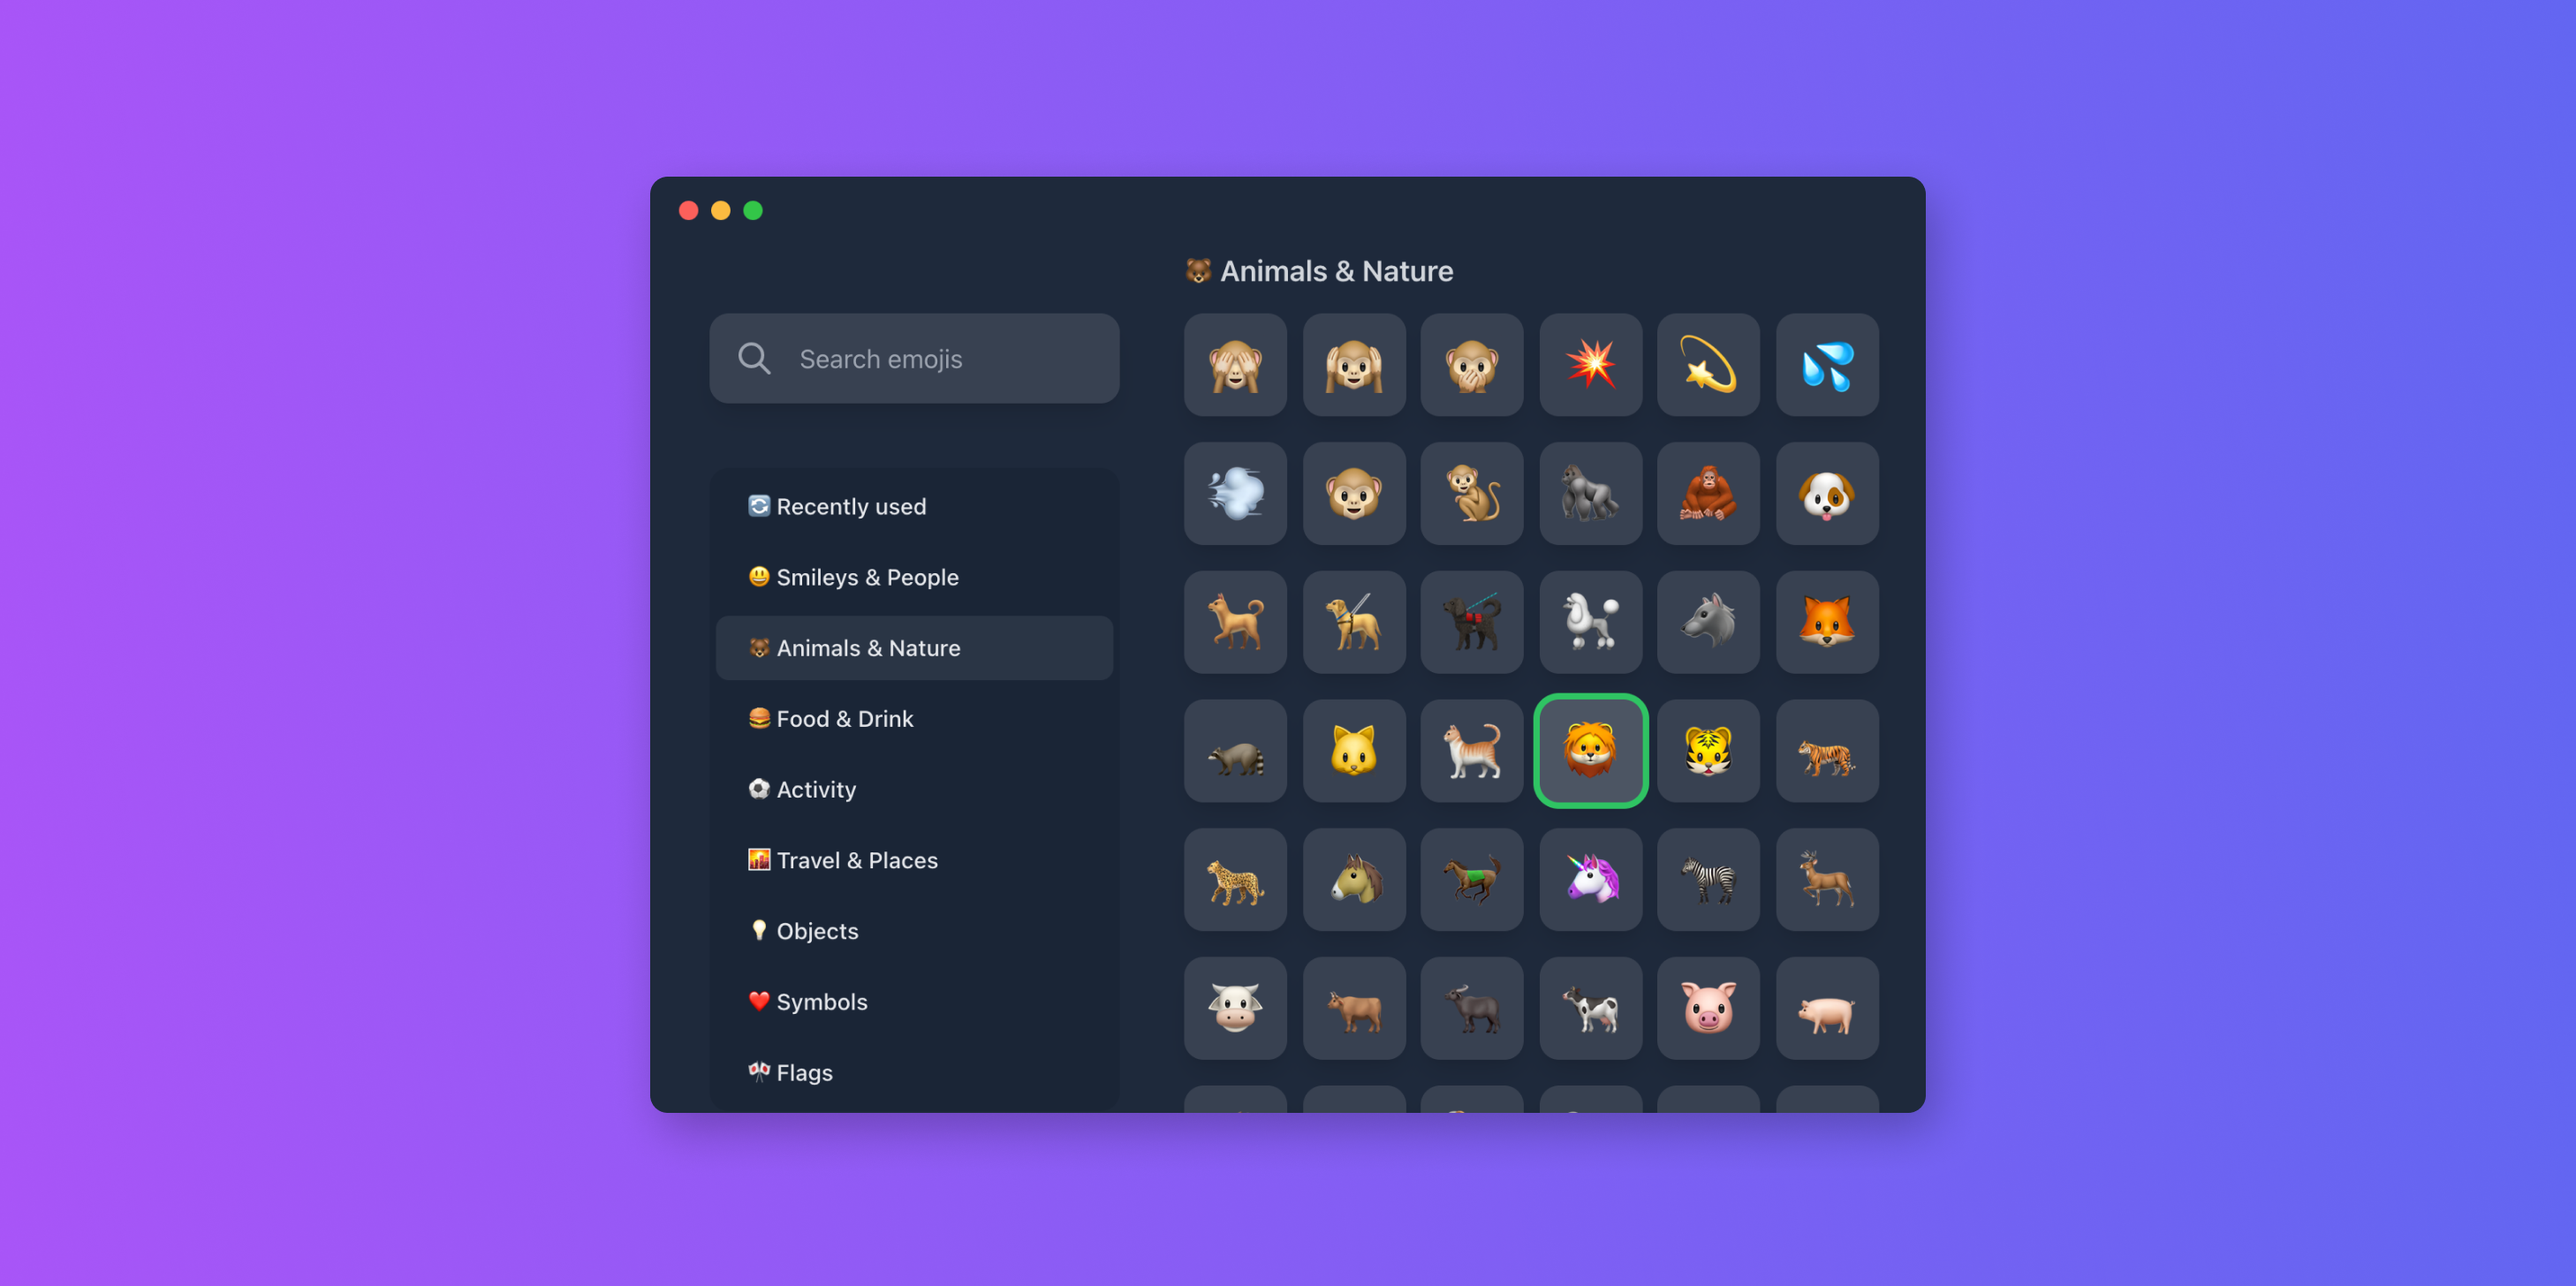 Animals & Nature
Search emojis
Recently used
Smileys & People
Animals & Nature
Food & Drink
Activity
Travel & Places
Objects
Symbols
Flags